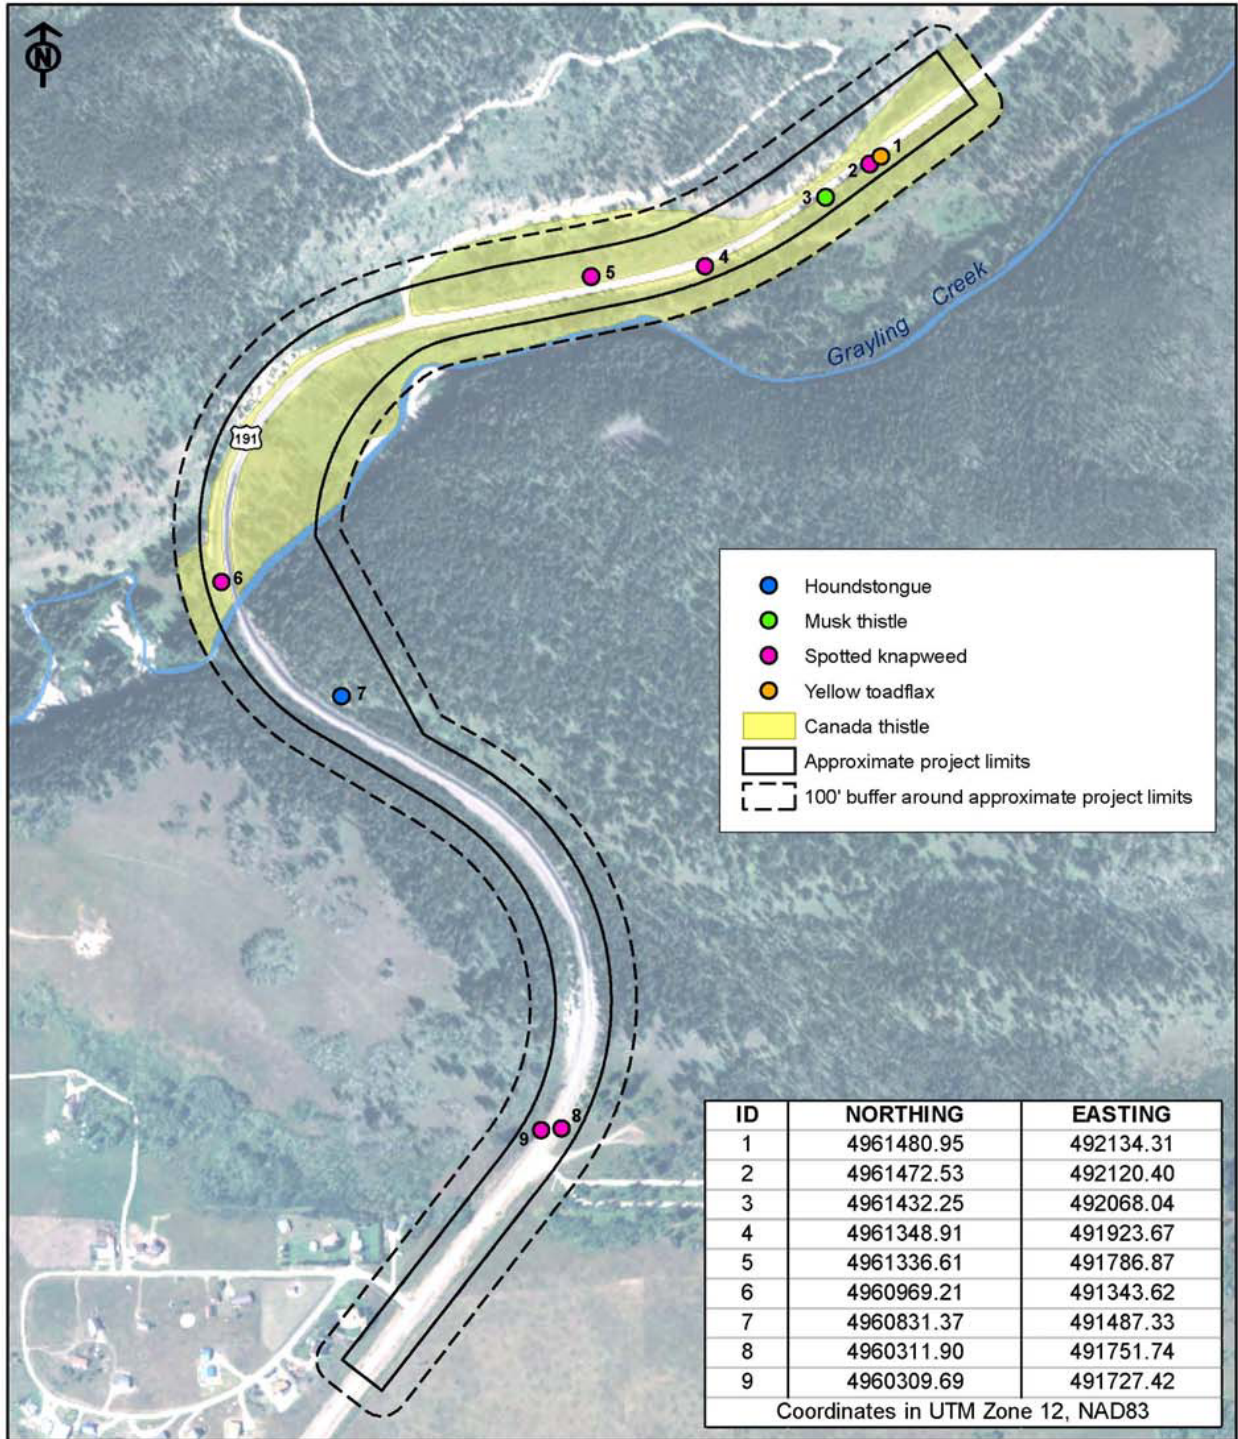 N
1
2
3
4
5
Grayling Creek
191
6
7
Houndstongue
Musk thistle
Spotted knapweed
Yellow toadflax
Canada thistle
Approximate project limits
100' buffer around approximate project limits
8
9
ID NORTHING EASTING
1 4961480.95 492134.31
2 4961472.53 492120.40
3 4961432.25 492068.04
4 4961348.91 491923.67
5 4961336.61 491786.87
6 4960969.21 491343.62
7 4960831.37 491487.33
8 4960311.90 491751.74
9 4960309.69 491727.42
Coordinates in UTM Zone 12, NAD83